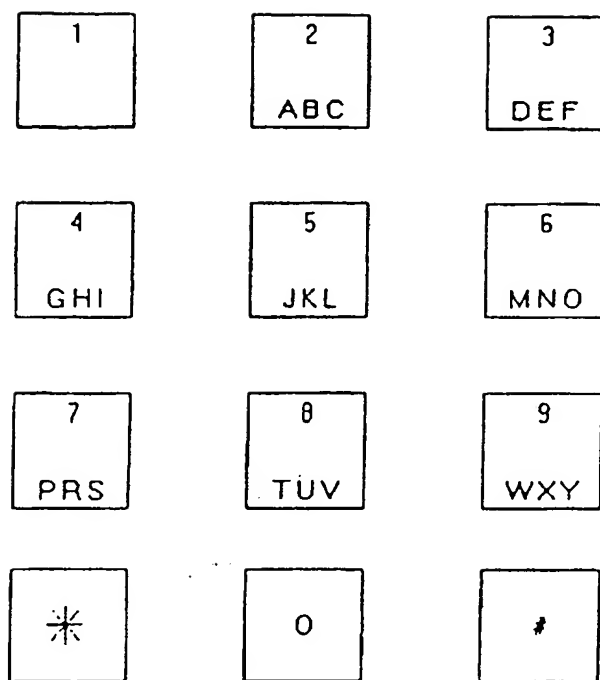 1 2 3
ABC DEF
4 5 6
GHI JKL MNO
7 8 9
PRS TUV WXY
* 0 #